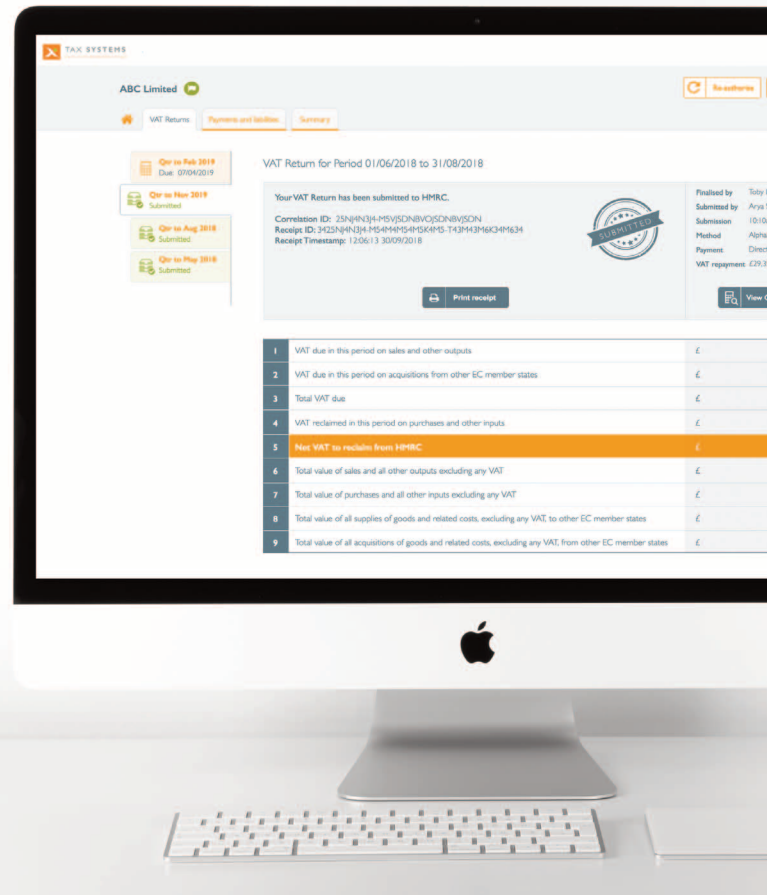 TAX SYSTEMS
ABC Limited
Re-authorise
VAT Returns
Payments and liabilities
Summary
Qtr to Feb 2019
Due: 07/04/2019
Qtr to Nov 2019
Submitted
Qtr to Aug 2018
Submitted
Qtr to May 2018
Submitted
VAT Return for Period 01/06/2018 to 31/08/2018
Your VAT Return has been submitted to HMRC.
Correlation ID: 25NJ4N3J4-M5VJSDNBVOJSDNBVJSON
Receipt ID: 3425NJ4N3J4-M54M4M54M5K4M5-T43M43M6K34M634
Receipt Timestamp: 12:06:13 30/09/2018
SUBMITTED
Print receipt
Finalised by Toby
Submitted by Arya
Submission 10:10
Method Alpha
Payment Direc
VAT repayment £29,3
View
1 VAT due in this period on sales and other outputs £
2 VAT due in this period on acquisitions from other EC member states £
3 Total VAT due £
4 VAT reclaimed in this period on purchases and other inputs £
5 Net VAT to reclaim from HMRC £
6 Total value of sales and all other outputs excluding any VAT £
7 Total value of purchases and all other inputs excluding any VAT £
8 Total value of all supplies of goods and related costs, excluding any VAT, to other EC member states £
9 Total value of all acquisitions of goods and related costs, excluding any VAT, from other EC member states £